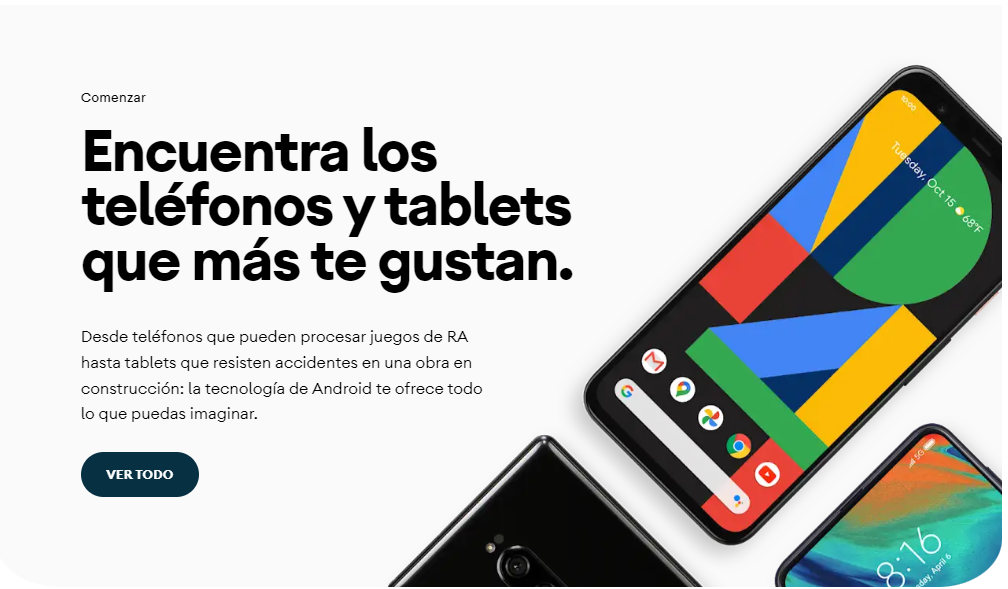 Comenzar
Encuentra los
teléfonos y tablets
que más te gustan.
Desde teléfonos que pueden procesar juegos de RA
hasta tablets que resisten accidentes en una obra en
construcción: la tecnología de Android te ofrece todo
lo que puedas imaginar.
VER TODO
10:00
Tuesday, Oct 15 68°F
5G
8:16
April 6